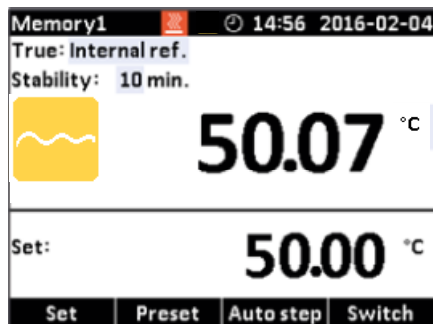 Memory1 14:56 2016-02-04
True: Internal ref.
Stability: 10 min.
50.07 °C
Set: 50.00 °C
Set Preset Auto step Switch